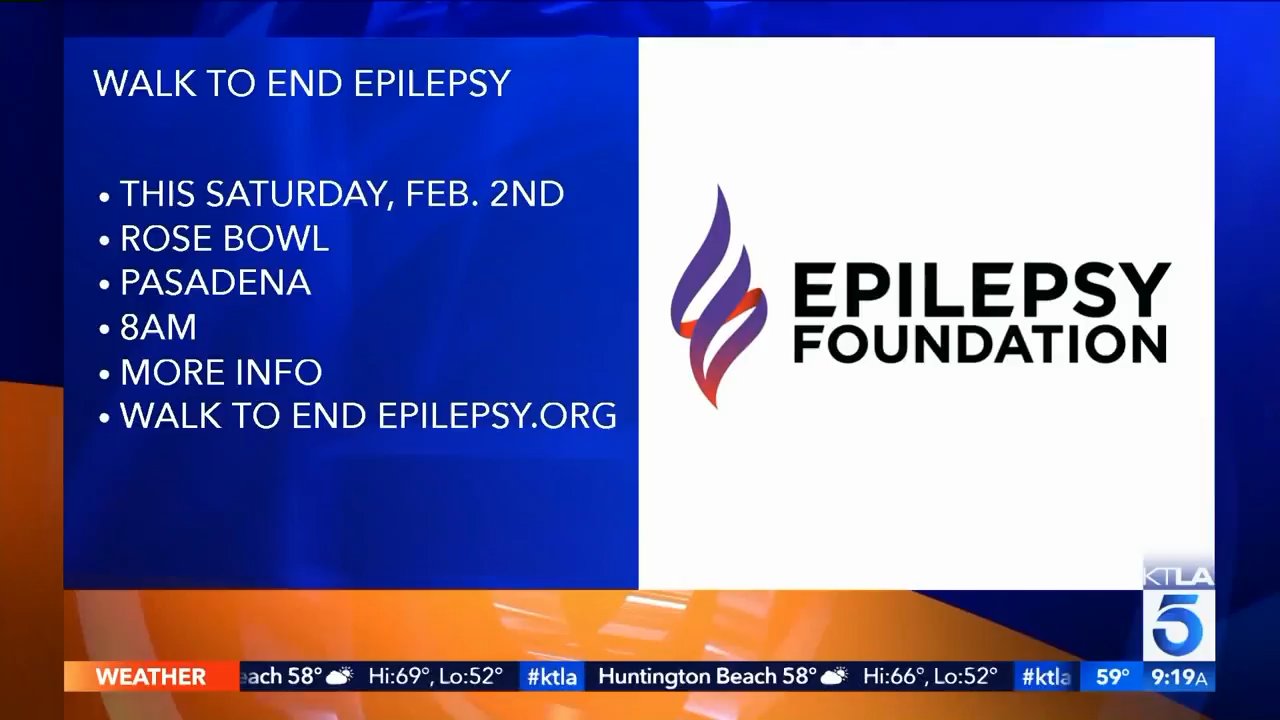 WALK TO END EPILEPSY
• THIS SATURDAY, FEB. 2ND
• ROSE BOWL
• PASADENA
• 8AM
• MORE INFO
• WALK TO END EPILEPSY.ORG
EPILEPSY
FOUNDATION
KTLA
5
WEATHER each 58° Hi:69°, Lo:52° #ktla Huntington Beach 58° Hi:66°, Lo:52° #ktla 59° 9:19A